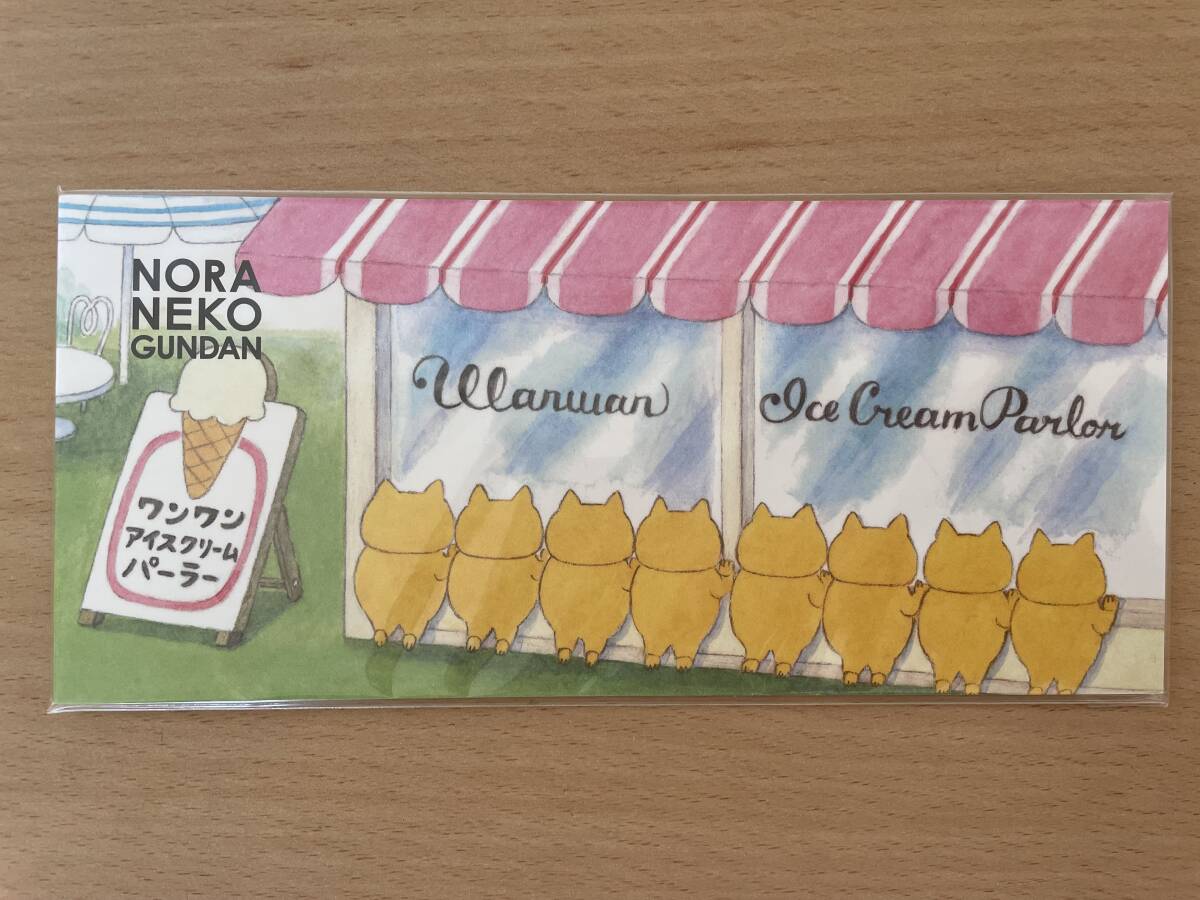 NORA
NEKO
GUNDAN
Wanwan
Ice Cream Parlor
ワンワン
アイスクリーム
パーラー